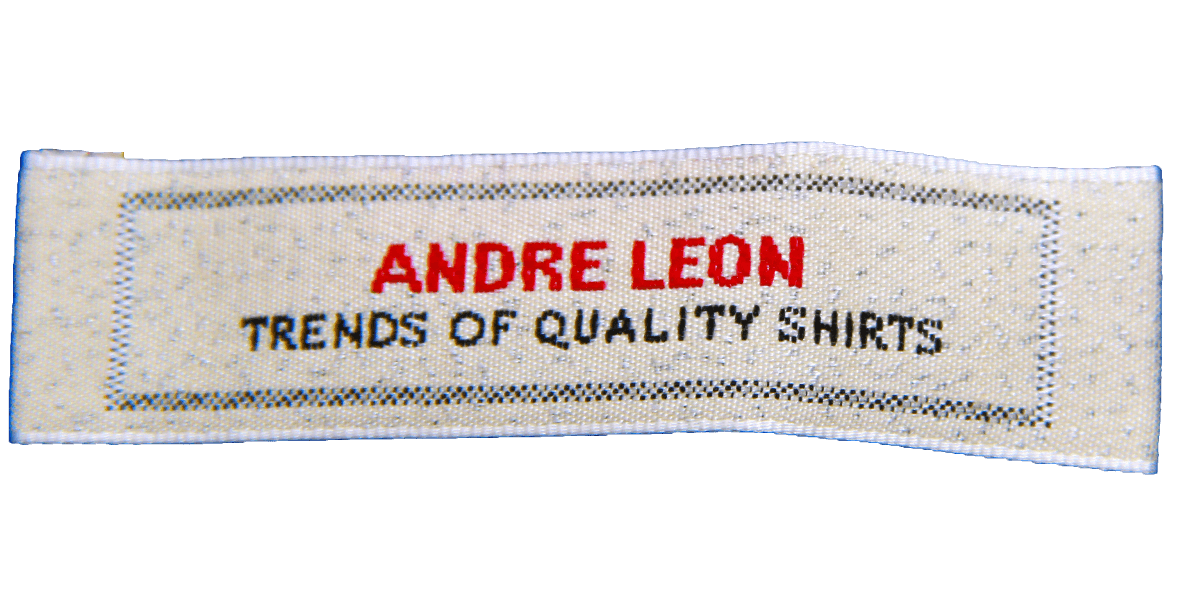 ANDRE LEON
TRENDS OF QUALITY SHIRTS